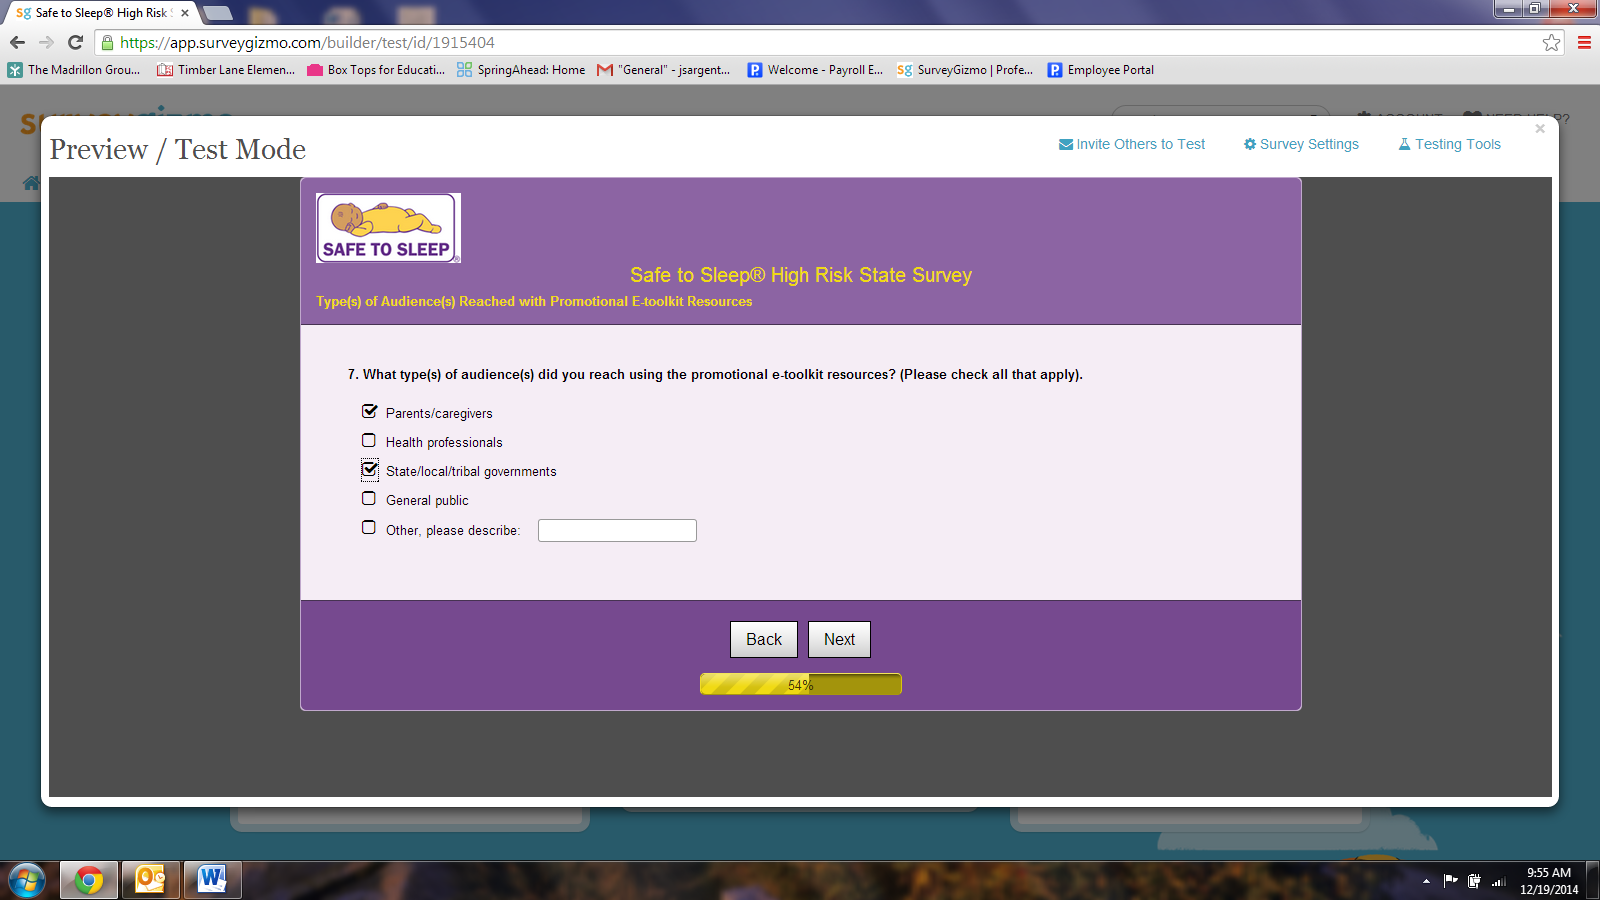 Safe to Sleep® High Risk S
https://app.surveygizmo.com/builder/test/id/1915404
The Madrillon Grou... Timber Lane Elemen... Box Tops for Educati... SpringAhead: Home "General" - jsargent... Welcome - Payroll E... SurveyGizmo | Profe... Employee Portal
Preview / Test Mode
Invite Others to Test Survey Settings Testing Tools
SAFE TO SLEEP®
Safe to Sleep® High Risk State Survey
Type(s) of Audience(s) Reached with Promotional E-toolkit Resources
7. What type(s) of audience(s) did you reach using the promotional e-toolkit resources? (Please check all that apply).
Parents/caregivers
Health professionals
State/local/tribal governments
General public
Other, please describe:
Back Next
54%
9:55 AM
12/19/2014